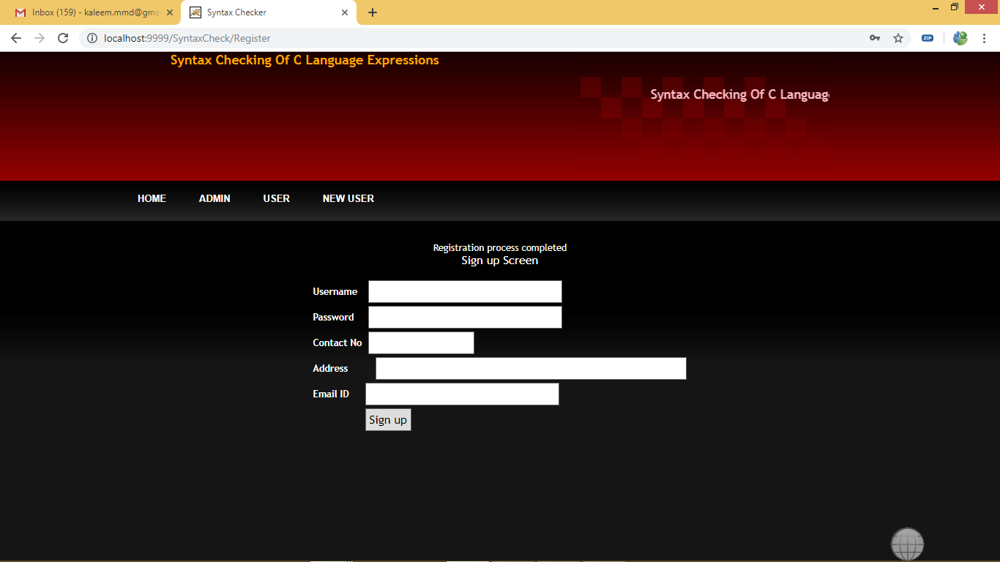 Inbox (159) - kaleem.mmd@gma
Syntax Checker
localhost:9999/SyntaxCheck/Register
ZIP
Syntax Checking Of C Language Expressions
Syntax Checking Of C Languag
HOME ADMIN USER NEW USER
Registration process completed
Sign up Screen
Username
Password
Contact No
Address
Email ID
Sign up